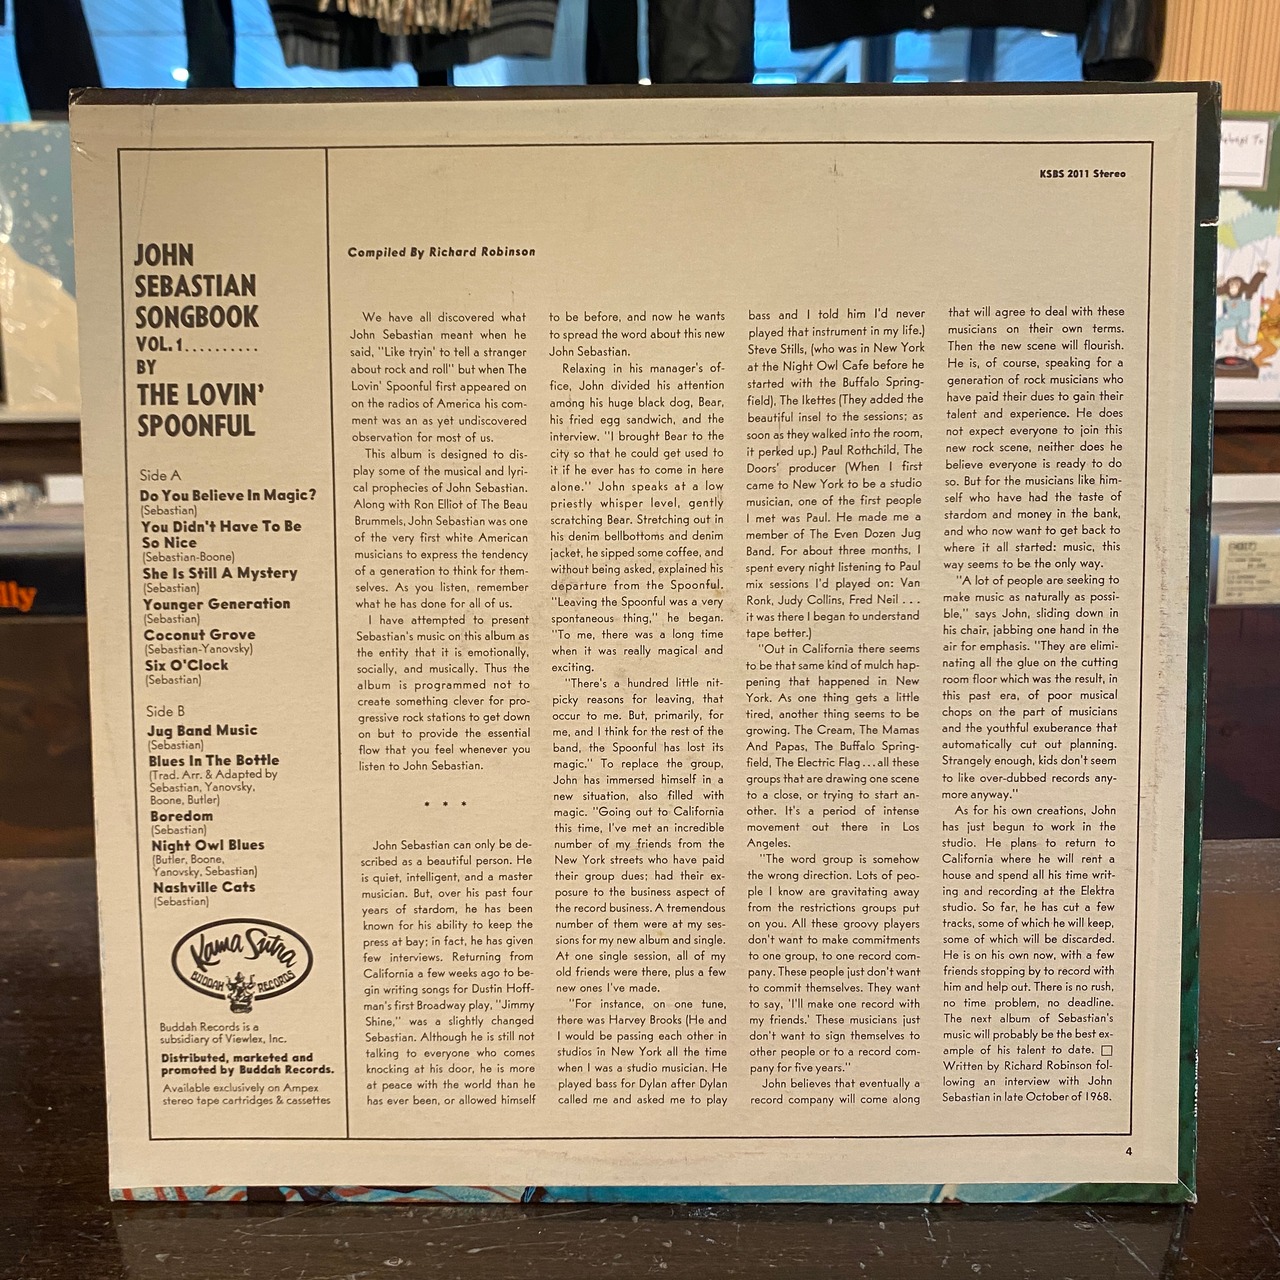 KSBS 2011 Stereo
JOHN
SEBASTIAN
SONGBOOK
VOL. 1..........
BY
THE LOVIN'
SPOONFUL
Side A
Do You Believe In Magic?
(Sebastian)
You Didn't Have To Be
So Nice
(Sebastian-Boone)
She Is Still A Mystery
(Sebastian)
Younger Generation
(Sebastian)
Coconut Grove
(Sebastian-Yanovsky)
Six O'Clock
(Sebastian)
Side B
Jug Band Music
(Sebastian)
Blues In The Bottle
(Trad. Arr. & Adapted by
Sebastian, Yanovsky,
Boone, Butler)
Boredom
(Sebastian)
Night Owl Blues
(Butler, Boone,
Yanovsky, Sebastian)
Nashville Cats
(Sebastian)
Kama Sutra
BUDDAH RECORDS
Buddah Records is a
subsidiary of Viewlex, Inc.
Distributed, marketed and
promoted by Buddah Records.
Available exclusively on Ampex
stereo tape cartridges & cassettes
Compiled By Richard Robinson
We have all discovered what
John Sebastian meant when he
said, "Like tryin' to tell a stranger
about rock and roll" but when The
Lovin' Spoonful first appeared on
on the radios of America his com-
ment was an as yet undiscovered
observation for most of us.
This album is designed to dis-
play some of the musical and lyri-
cal prophecies of John Sebastian.
Along with Ron Elliot of The Beau
Brummels, John Sebastian was one
of the very first white American
musicians to express the tendency
of a generation to think for them-
selves. As you listen, remember
what he has done for all of us.
I have attempted to present
Sebastian's music on this album as
the entity that it is emotionally,
socially, and musically. Thus the
album is programmed not to
create something clever for pro-
gressive rock stations to get down
on but to provide the essential
flow that you feel whenever you
listen to John Sebastian.
* * *
John Sebastian can only be de-
scribed as a beautiful person. He
is quiet, intelligent, and a master
musician. But, over his past four
years of stardom, he has been
known for his ability to keep the
press at bay; in fact, he has given
few interviews. Returning from
California a few weeks ago to be-
gin writing songs for Dustin Hoff-
man's first Broadway play, "Jimmy
Shine," was a slightly changed
Sebastian. Although he is still not
talking to everyone who comes
knocking at his door, he is more
at peace with the world than he
has ever been, or allowed himself
to be before, and now he wants
to spread the word about this new
John Sebastian.
Relaxing in his manager's of-
fice, John divided his attention
among his huge black dog, Bear,
his fried egg sandwich, and the
interview. "I brought Bear to the
city so that he could get used to
it if he ever has to come in here
alone." John speaks at a low
priestly whisper level, gently
scratching Bear. Stretching out in
his denim bellbottoms and denim
jacket, he sipped some coffee, and
without being asked, explained his
departure from the Spoonful.
"Leaving the Spoonful was a very
spontaneous thing," he began.
"To me, there was a long time
when it was really magical and
exciting.
"There's a hundred little nit-
picky reasons for leaving, that
occur to me. But, primarily, for
me, and I think for the rest of the
band, the Spoonful has lost its
magic." To replace the group,
John has immersed himself in a
new situation, also filled with
magic. "Going out to California
this time, I've met an incredible
number of my friends from the
New York streets who have paid
their group dues; had their ex-
posure to the business aspect of
the record business. A tremendous
number of them were at my ses-
sions for my new album and single.
At one single session, all of my
old friends were there, plus a few
new ones I've made.
"For instance, on one tune,
there was Harvey Brooks (He and
I would be passing each other in
studios in New York all the time
when I was a studio musician. He
played bass for Dylan after Dylan
called me and asked me to play
bass and I told him I'd never
played that instrument in my life.)
Steve Stills, (who was in New York
at the Night Owl Cafe before he
started with the Buffalo Spring-
field), The Ikettes (They added the
beautiful insel to the sessions; as
soon as they walked into the room,
it perked up.) Paul Rothchild, The
Doors' producer (When I first
came to New York to be a studio
musician, one of the first people
I met was Paul. He made me a
member of The Even Dozen Jug
Band. For about three months, I
spent every night listening to Paul
mix sessions I'd played on: Van
Ronk, Judy Collins, Fred Neil . . .
it was there I began to understand
tape better.)
"Out in California there seems
to be that same kind of mulch hap-
pening that happened in New
York. As one thing gets a little
tired, another thing seems to be
growing. The Cream, The Mamas
And Papas, The Buffalo Spring-
field, The Electric Flag...all these
groups that are drawing one scene
to a close, or trying to start an-
other. It's a period of intense
movement out there in Los
Angeles.
"The word group is somehow
the wrong direction. Lots of peo-
ple I know are gravitating away
from the restrictions groups put
on you. All these groovy players
don't want to make commitments
to one group, to one record com-
pany. These people just don't want
to commit themselves. They want
to say, 'I'll make one record with
my friends.' These musicians just
don't want to sign themselves to
other people or to a record com-
pany for five years."
John believes that eventually a
record company will come along
that will agree to deal with these
musicians on their own terms.
Then the new scene will flourish.
He is, of course, speaking for a
generation of rock musicians who
have paid their dues to gain their
talent and experience. He does
not expect everyone to join this
new rock scene, neither does he
believe everyone is ready to do
so. But for the musicians like him-
self who have had the taste of
stardom and money in the bank,
and who now want to get back to
where it all started: music, this
way seems to be the only way.
"A lot of people are seeking to
make music as naturally as possi-
ble," says John, sliding down in
his chair, jabbing one hand in the
air for emphasis. "They are elimi-
nating all the glue on the cutting
room floor which was the result, in
this past era, of poor musical
chops on the part of musicians
and the youthful exuberance that
automatically cut out planning.
Strangely enough, kids don't seem
to like over-dubbed records any-
more anyway."
As for his own creations, John
has just begun to work in the
studio. He plans to return to
California where he will rent a
house and spend all his time writ-
ing and recording at the Elektra
studio. So far, he has cut a few
tracks, some of which he will keep,
some of which will be discarded.
He is on his own now, with a few
friends stopping by to record with
him and help out. There is no rush,
no time problem, no deadline.
The next album of Sebastian's
music will probably be the best ex-
ample of his talent to date. □
Written by Richard Robinson fol-
lowing an interview with John
Sebastian in late October of 1968.
4